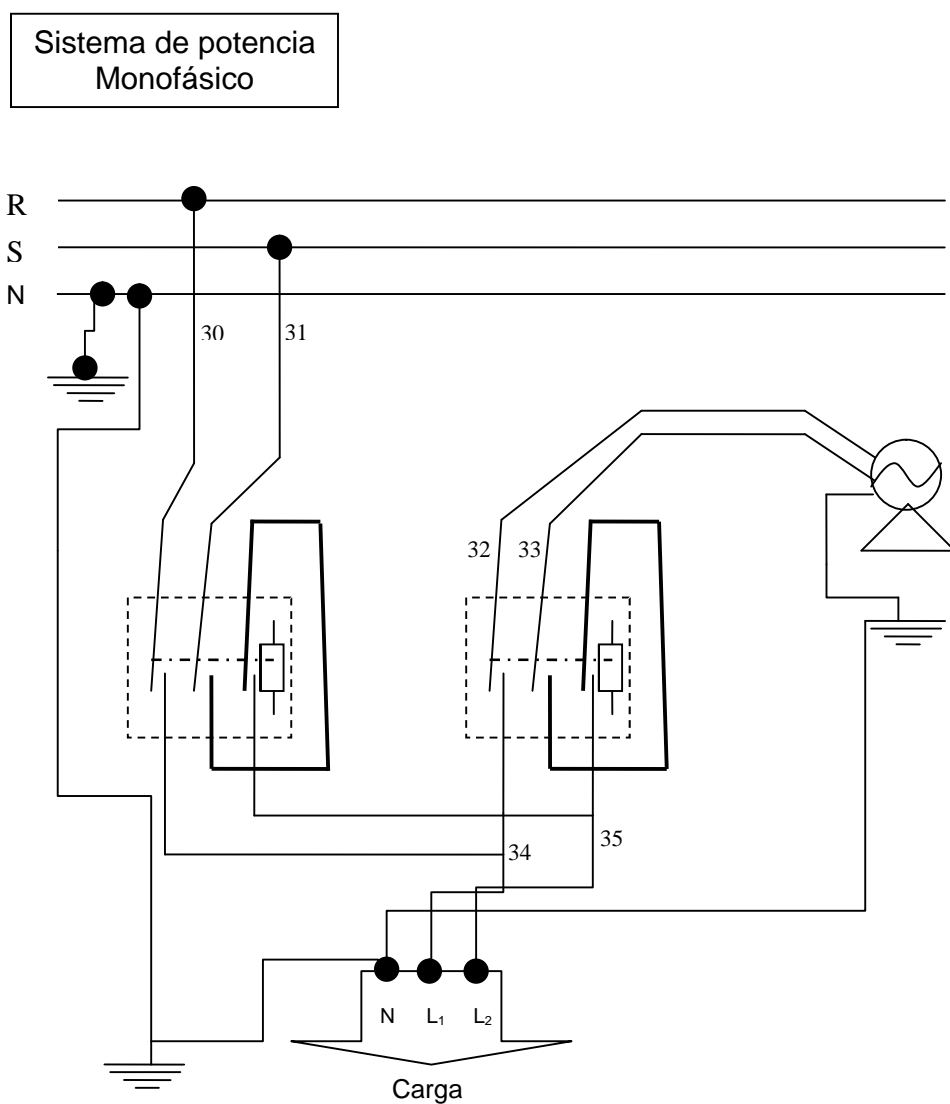 Sistema de potencia
Monofásico
R
S
N
30 31
32 33
34 35
N L₁ L₂
Carga